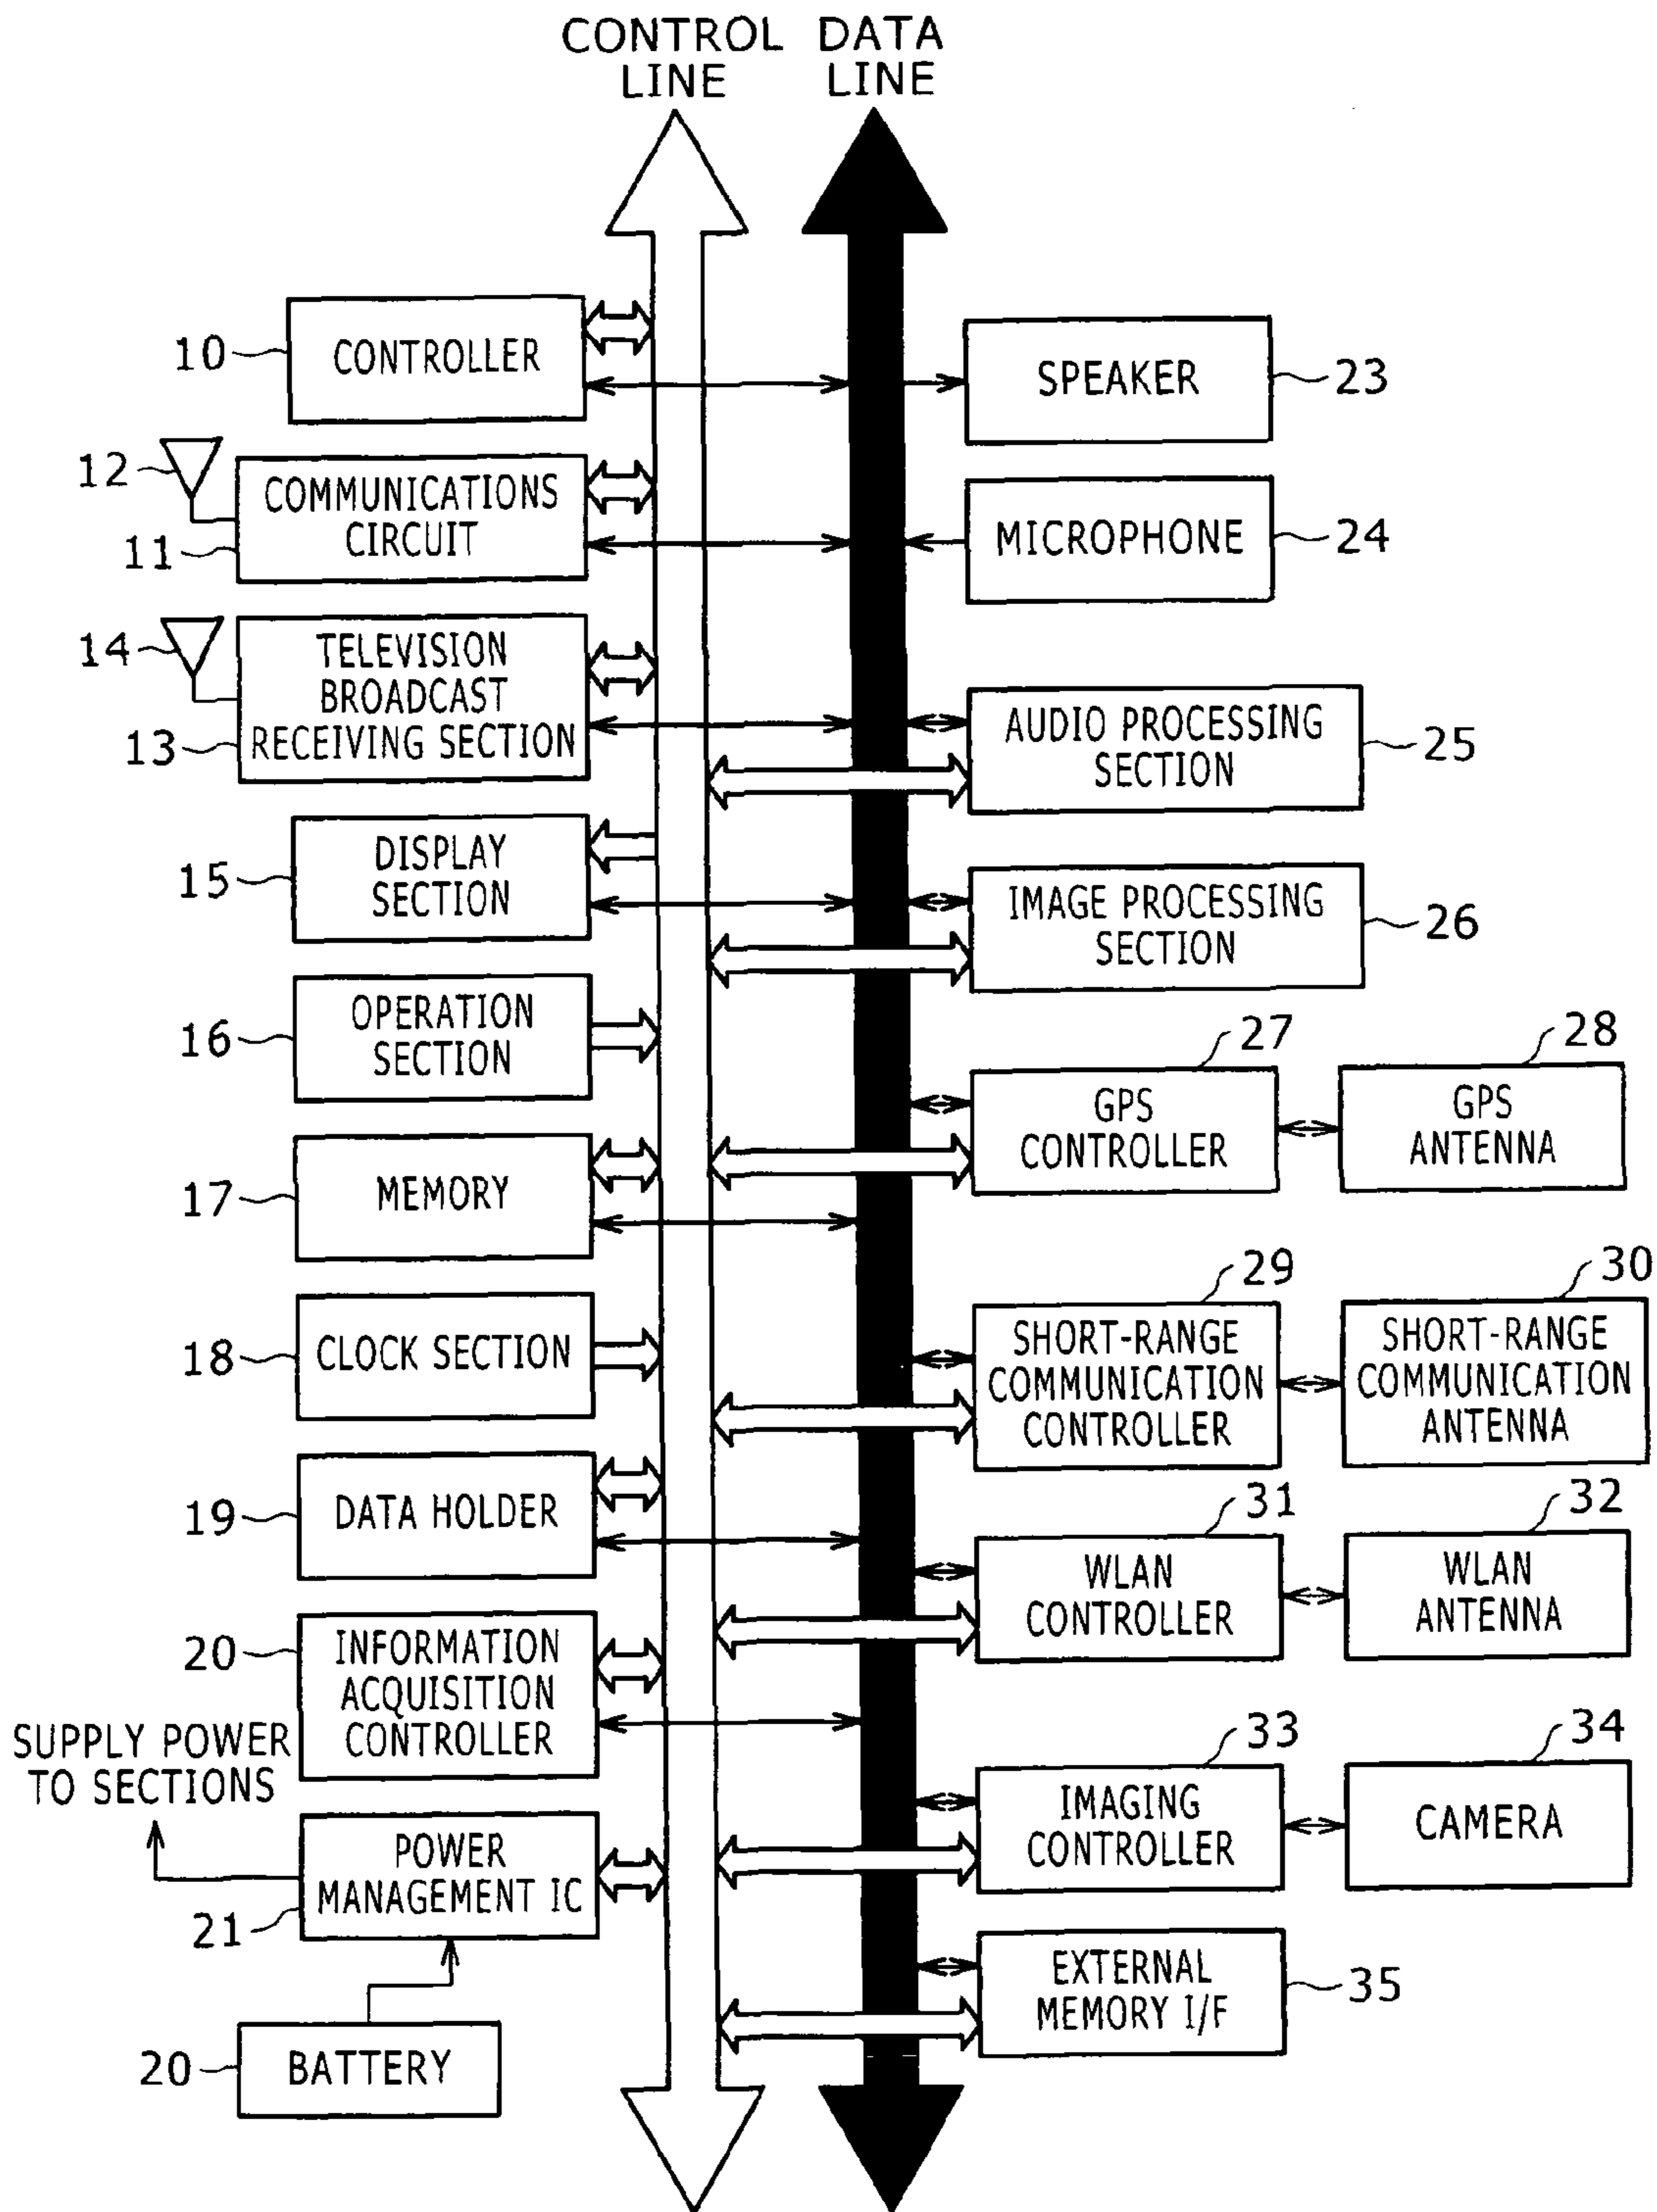 CONTROL
LINE
DATA
LINE
10
CONTROLLER
12
COMMUNICATIONS
CIRCUIT
11
14
TELEVISION
BROADCAST
RECEIVING SECTION
13
DISPLAY
SECTION
15
OPERATION
SECTION
16
MEMORY
17
CLOCK SECTION
18
DATA HOLDER
19
20
INFORMATION
ACQUISITION
CONTROLLER
SUPPLY POWER
TO SECTIONS
POWER
MANAGEMENT IC
21
20
BATTERY
SPEAKER
23
MICROPHONE
24
AUDIO PROCESSING
SECTION
25
IMAGE PROCESSING
SECTION
26
27
GPS
CONTROLLER
28
GPS
ANTENNA
29
SHORT-RANGE
COMMUNICATION
CONTROLLER
30
SHORT-RANGE
COMMUNICATION
ANTENNA
31
WLAN
CONTROLLER
32
WLAN
ANTENNA
33
IMAGING
CONTROLLER
34
CAMERA
EXTERNAL
MEMORY I/F
35